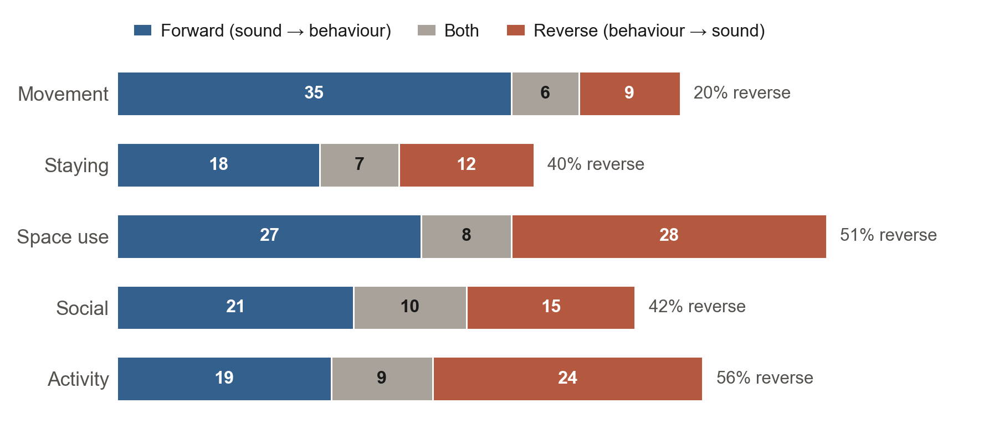 Forward (sound → behaviour) Both Reverse (behaviour → sound)
Movement 35 6 9 20% reverse
Staying 18 7 12 40% reverse
Space use 27 8 28 51% reverse
Social 21 10 15 42% reverse
Activity 19 9 24 56% reverse